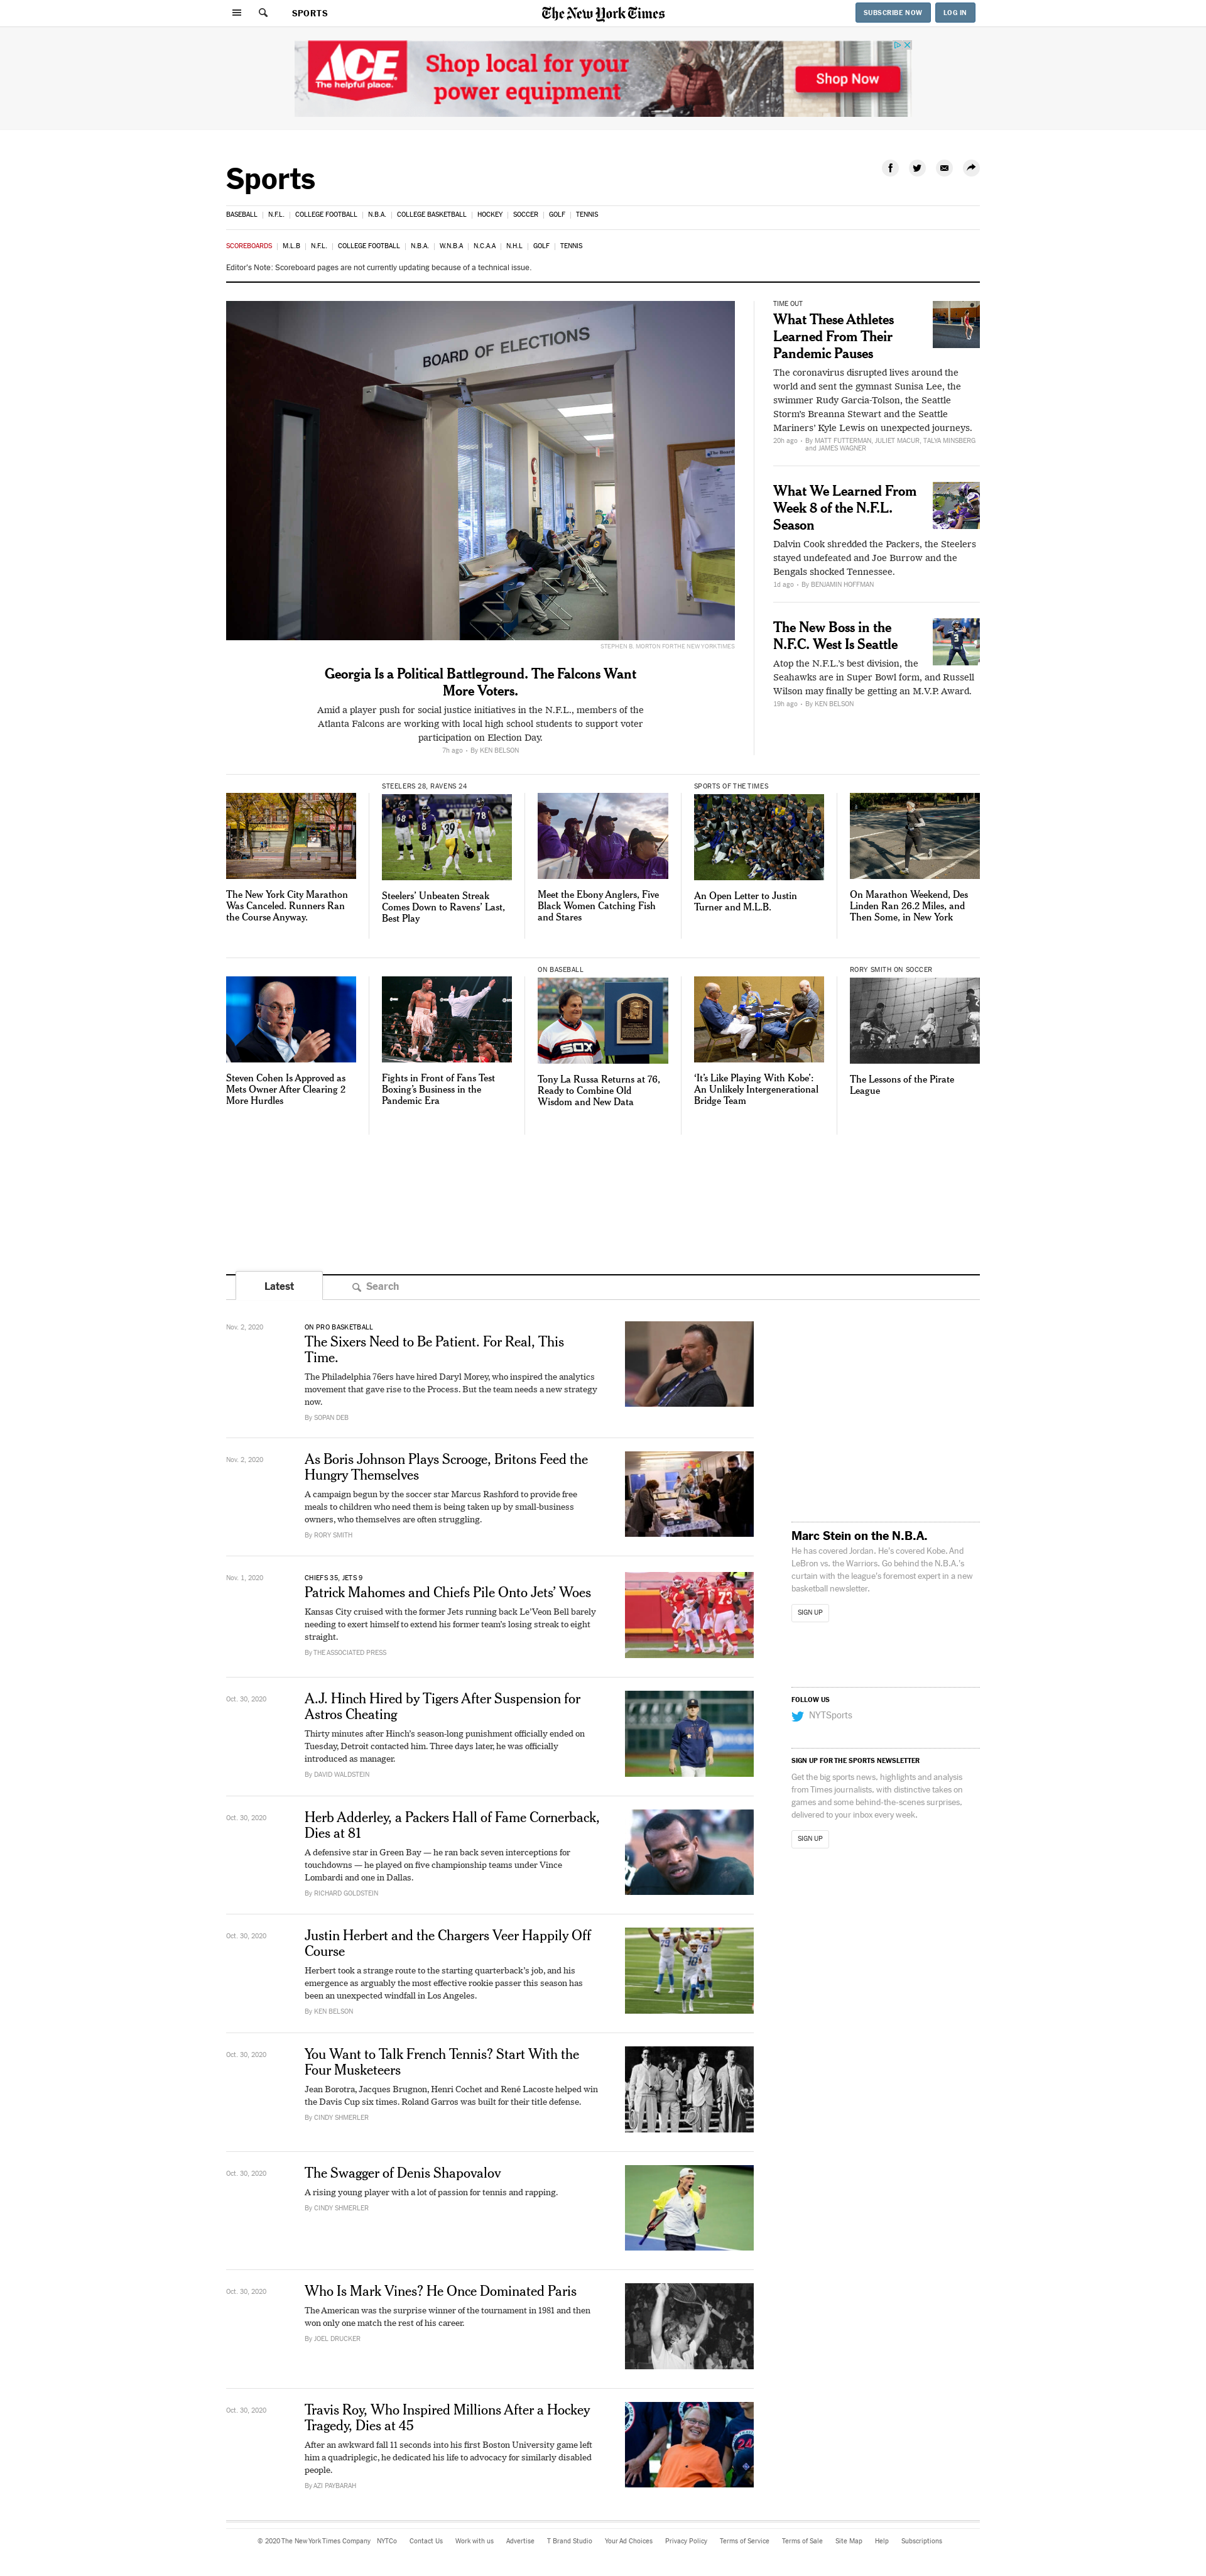 SPORTS
The New York Times
SUBSCRIBE NOW
LOG IN
ACE
The helpful place.
Shop local for your
power equipment
Shop Now
Sports
BASEBALL | N.F.L. | COLLEGE FOOTBALL | N.B.A. | COLLEGE BASKETBALL | HOCKEY | SOCCER | GOLF | TENNIS
SCOREBOARDS | M.L.B | N.F.L. | COLLEGE FOOTBALL | N.B.A. | W.N.B.A | N.C.A.A | N.H.L | GOLF | TENNIS
Editor's Note: Scoreboard pages are not currently updating because of a technical issue.
BOARD OF ELECTIONS
STEPHEN B. MORTON FOR THE NEW YORK TIMES
Georgia Is a Political Battleground. The Falcons Want
More Voters.
Amid a player push for social justice initiatives in the N.F.L., members of the
Atlanta Falcons are working with local high school students to support voter
participation on Election Day.
7h ago • By KEN BELSON
TIME OUT
What These Athletes
Learned From Their
Pandemic Pauses
The coronavirus disrupted lives around the
world and sent the gymnast Sunisa Lee, the
swimmer Rudy Garcia-Tolson, the Seattle
Storm's Breanna Stewart and the Seattle
Mariners' Kyle Lewis on unexpected journeys.
20h ago • By MATT FUTTERMAN, JULIET MACUR, TALYA MINSBERG
and JAMES WAGNER
What We Learned From
Week 8 of the N.F.L.
Season
Dalvin Cook shredded the Packers, the Steelers
stayed undefeated and Joe Burrow and the
Bengals shocked Tennessee.
1d ago • By BENJAMIN HOFFMAN
The New Boss in the
N.F.C. West Is Seattle
Atop the N.F.L.'s best division, the
Seahawks are in Super Bowl form, and Russell
Wilson may finally be getting an M.V.P. Award.
19h ago • By KEN BELSON
The New York City Marathon
Was Canceled. Runners Ran
the Course Anyway.
STEELERS 28, RAVENS 24
Steelers' Unbeaten Streak
Comes Down to Ravens' Last,
Best Play
Meet the Ebony Anglers, Five
Black Women Catching Fish
and Stares
SPORTS OF THE TIMES
An Open Letter to Justin
Turner and M.L.B.
On Marathon Weekend, Des
Linden Ran 26.2 Miles, and
Then Some, in New York
Steven Cohen Is Approved as
Mets Owner After Clearing 2
More Hurdles
Fights in Front of Fans Test
Boxing's Business in the
Pandemic Era
ON BASEBALL
SOX
Tony La Russa Returns at 76,
Ready to Combine Old
Wisdom and New Data
'It's Like Playing With Kobe':
An Unlikely Intergenerational
Bridge Team
RORY SMITH ON SOCCER
The Lessons of the Pirate
League
Latest
Search
Nov. 2, 2020
ON PRO BASKETBALL
The Sixers Need to Be Patient. For Real, This
Time.
The Philadelphia 76ers have hired Daryl Morey, who inspired the analytics
movement that gave rise to the Process. But the team needs a new strategy
now.
By SOPAN DEB
Nov. 2, 2020
As Boris Johnson Plays Scrooge, Britons Feed the
Hungry Themselves
A campaign begun by the soccer star Marcus Rashford to provide free
meals to children who need them is being taken up by small-business
owners, who themselves are often struggling.
By RORY SMITH
Nov. 1, 2020
CHIEFS 35, JETS 9
Patrick Mahomes and Chiefs Pile Onto Jets' Woes
Kansas City cruised with the former Jets running back Le'Veon Bell barely
needing to exert himself to extend his former team's losing streak to eight
straight.
By THE ASSOCIATED PRESS
Oct. 30, 2020
A.J. Hinch Hired by Tigers After Suspension for
Astros Cheating
Thirty minutes after Hinch's season-long punishment officially ended on
Tuesday, Detroit contacted him. Three days later, he was officially
introduced as manager.
By DAVID WALDSTEIN
Oct. 30, 2020
Herb Adderley, a Packers Hall of Fame Cornerback,
Dies at 81
A defensive star in Green Bay — he ran back seven interceptions for
touchdowns — he played on five championship teams under Vince
Lombardi and one in Dallas.
By RICHARD GOLDSTEIN
Oct. 30, 2020
Justin Herbert and the Chargers Veer Happily Off
Course
Herbert took a strange route to the starting quarterback's job, and his
emergence as arguably the most effective rookie passer this season has
been an unexpected windfall in Los Angeles.
By KEN BELSON
Oct. 30, 2020
You Want to Talk French Tennis? Start With the
Four Musketeers
Jean Borotra, Jacques Brugnon, Henri Cochet and René Lacoste helped win
the Davis Cup six times. Roland Garros was built for their title defense.
By CINDY SHMERLER
Oct. 30, 2020
The Swagger of Denis Shapovalov
A rising young player with a lot of passion for tennis and rapping.
By CINDY SHMERLER
Oct. 30, 2020
Who Is Mark Vines? He Once Dominated Paris
The American was the surprise winner of the tournament in 1981 and then
won only one match the rest of his career.
By JOEL DRUCKER
Oct. 30, 2020
Travis Roy, Who Inspired Millions After a Hockey
Tragedy, Dies at 45
After an awkward fall 11 seconds into his first Boston University game left
him a quadriplegic, he dedicated his life to advocacy for similarly disabled
people.
By AZI PAYBARAH
Marc Stein on the N.B.A.
He has covered Jordan. He's covered Kobe. And
LeBron vs. the Warriors. Go behind the N.B.A.'s
curtain with the league's foremost expert in a new
basketball newsletter.
SIGN UP
FOLLOW US
NYTSports
SIGN UP FOR THE SPORTS NEWSLETTER
Get the big sports news, highlights and analysis
from Times journalists, with distinctive takes on
games and some behind-the-scenes surprises,
delivered to your inbox every week.
SIGN UP
© 2020 The New York Times Company NYTCo Contact Us Work with us Advertise T Brand Studio Your Ad Choices Privacy Policy Terms of Service Terms of Sale Site Map Help Subscriptions